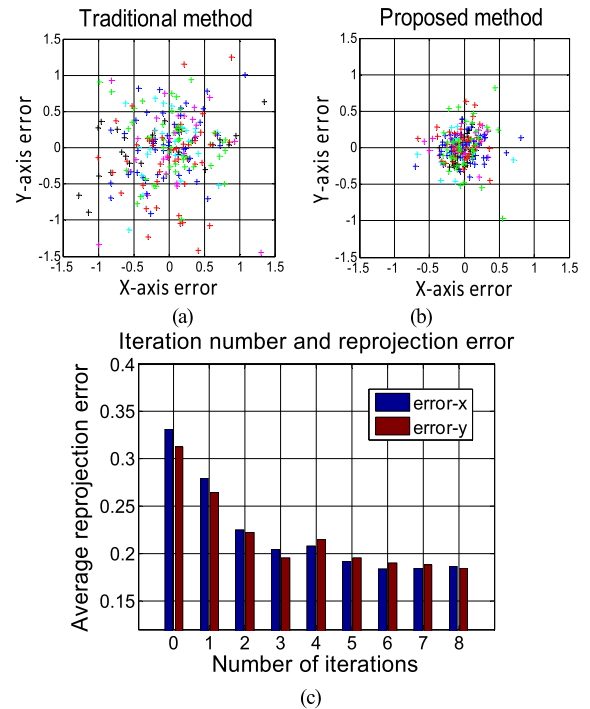 Traditional method
Proposed method
1.5
1
0.5
0
-0.5
-1
-1.5
-1.5 -1 -0.5 0 0.5 1 1.5
Y-axis error
X-axis error
(a)
1.5
1
0.5
0
-0.5
-1
-1.5
-1.5 -1 -0.5 0 0.5 1 1.5
Y-axis error
X-axis error
(b)
Iteration number and reprojection error
0.4
0.35
0.3
0.25
0.2
0.15
Average reprojection error
error-x
error-y
0 1 2 3 4 5 6 7 8
Number of iterations
(c)